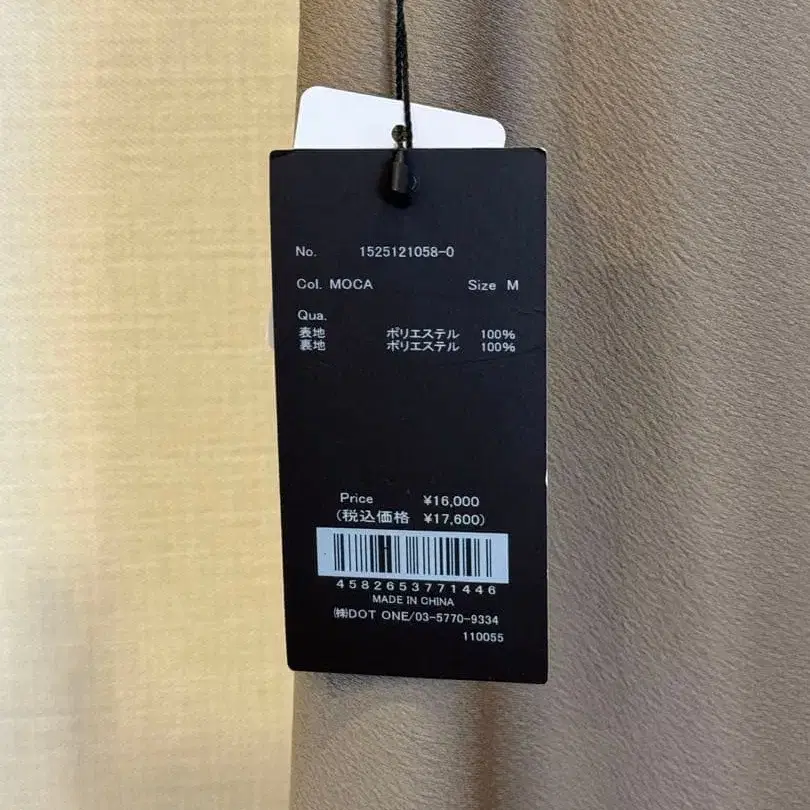 No. 1525121058-0
Col. MOCA Size M
Qua.
表地 ポリエステル 100%
裏地 ポリエステル 100%
Price ¥16,000
(税込価格 ¥17,600)
4582653771446
MADE IN CHINA
㈱DOT ONE/03-5770-9334
110055